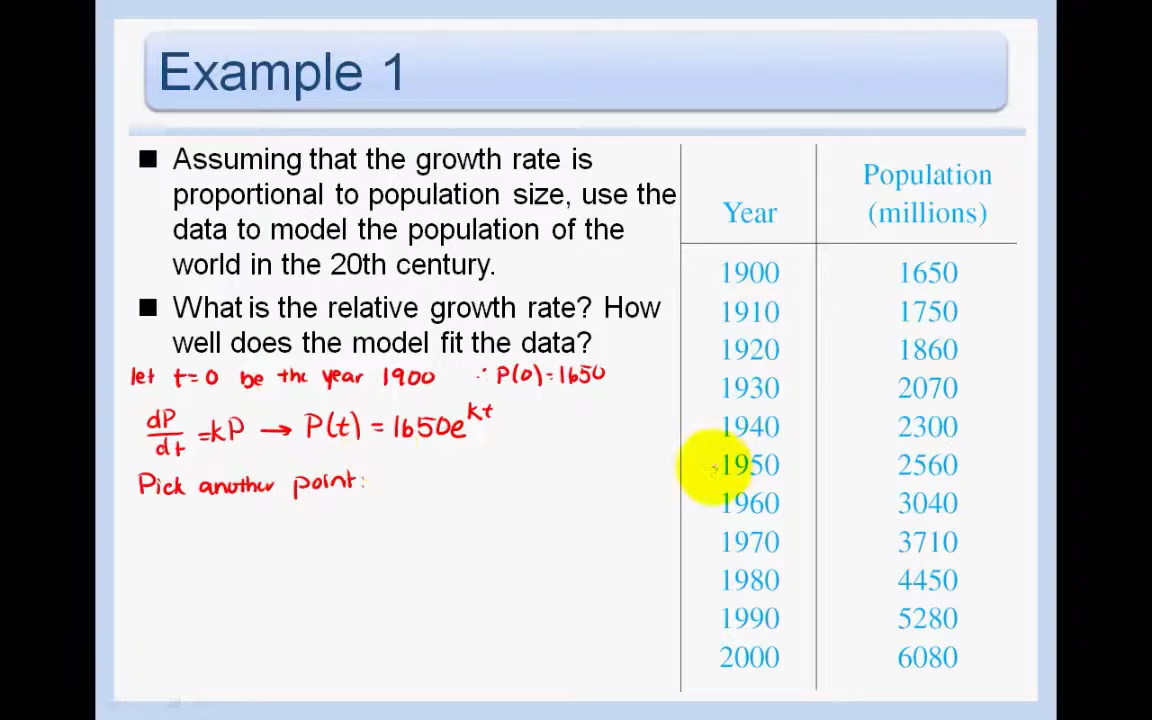 Example 1
■ Assuming that the growth rate is
proportional to population size, use the
data to model the population of the
world in the 20th century.
■ What is the relative growth rate? How
well does the model fit the data?
let t=0 be the year 1900 ∴ P(0)=1650
dP/dt = kP → P(t) = 1650e^kt
Pick another point:
Population
Year (millions)
1900 1650
1910 1750
1920 1860
1930 2070
1940 2300
1950 2560
1960 3040
1970 3710
1980 4450
1990 5280
2000 6080